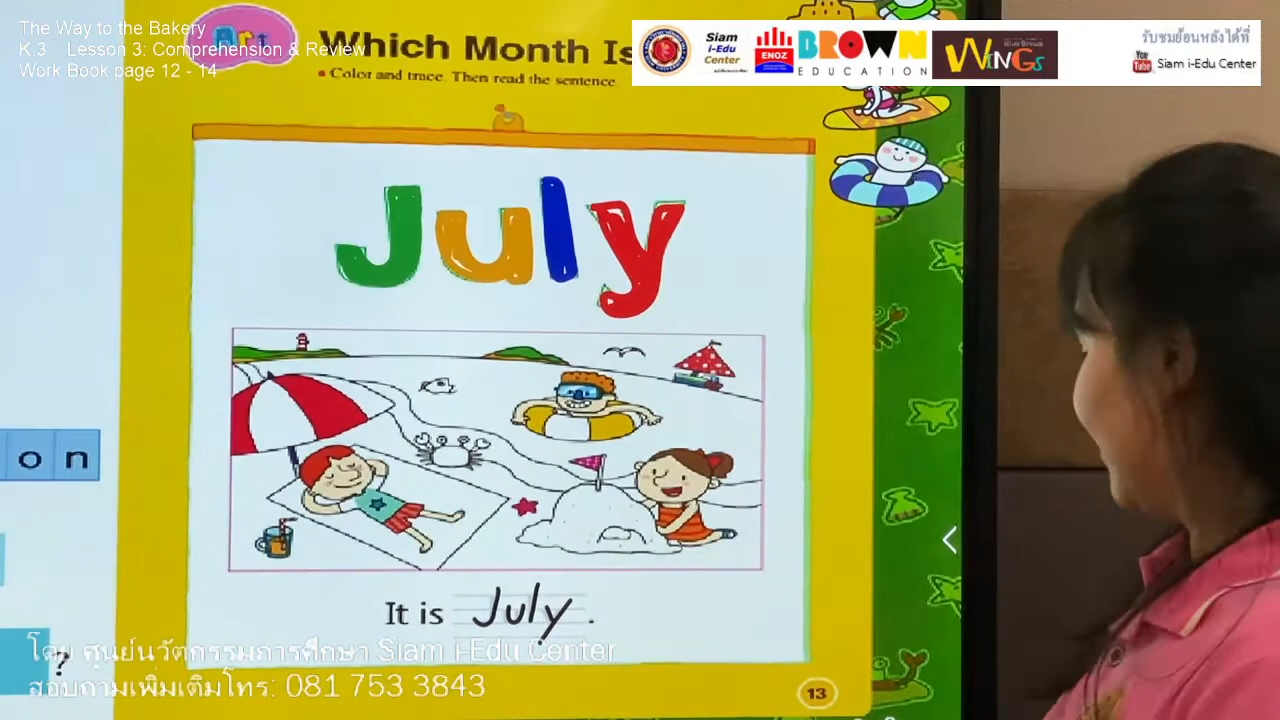 The Way to the Bakery
K.3 Lesson 3: Comprehension & Review
Work Book page 12 - 14
Art
Which Month Is
• Color and trace. Then read the sentence.
Siam
i-Edu
Center
ENOZ
BROWN
EDUCATION
WINGS
รับชมย้อนหลังได้ที่
You Tube Siam i-Edu Center
July
on
It is July.
?
โดย ศูนย์นวัตกรรมการศึกษา Siam i-Edu Center
สอบถามเพิ่มเติมโทร: 081 753 3843
13